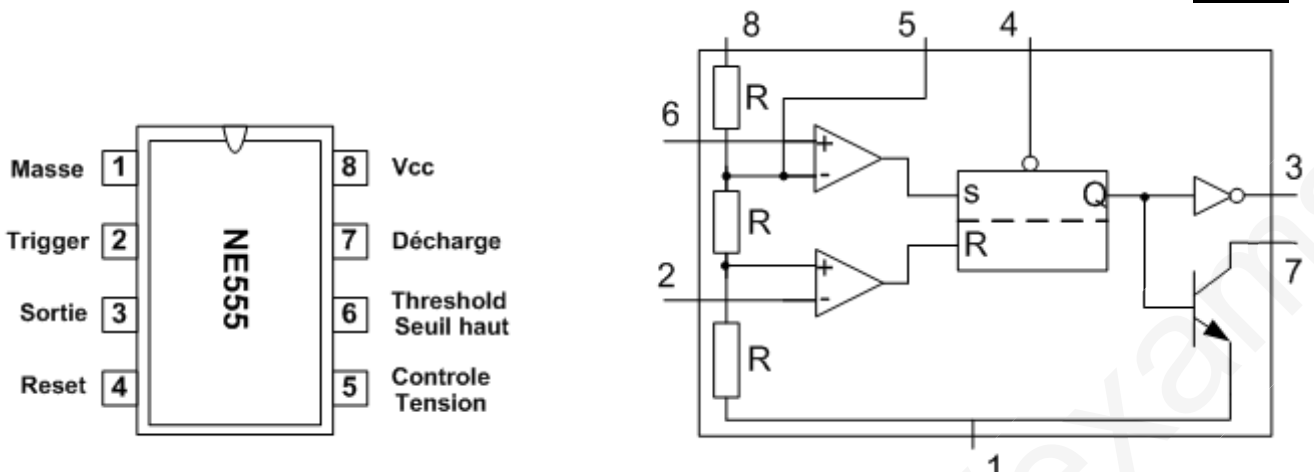 Masse 1
8 Vcc
Trigger 2
7 Décharge
NE555
Sortie 3
6 Threshold
Seuil haut
Reset 4
5 Controle
Tension
8 5 4
R
6
+
-
S Q
3
R
R
2
+
-
7
R
1